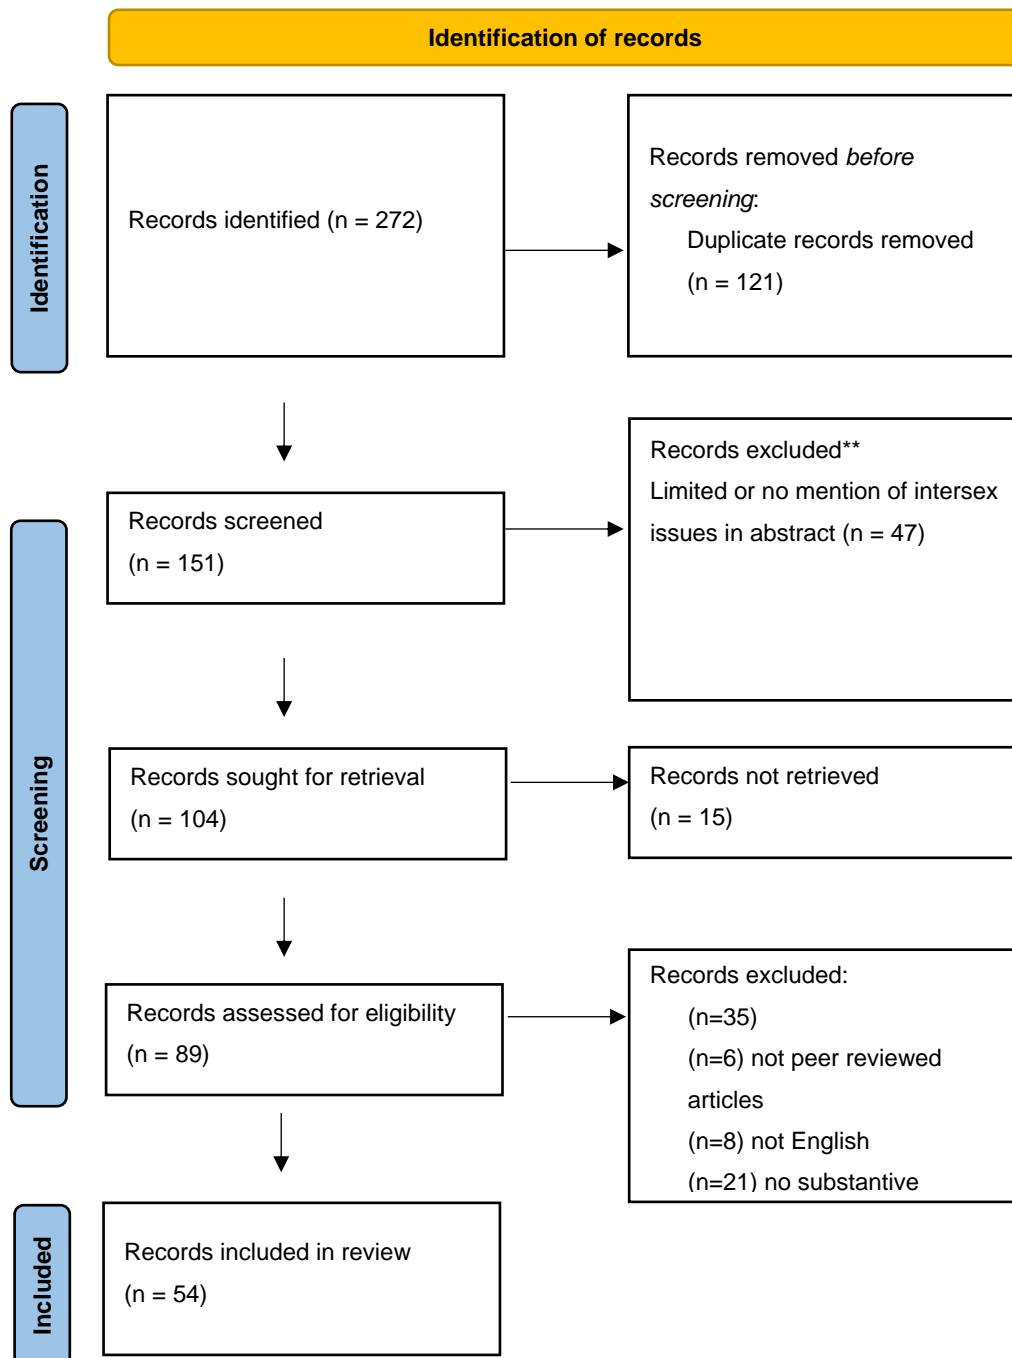 Identification of records
Identification
Records identified (n = 272)
Records removed before
screening:
Duplicate records removed
(n = 121)
Screening
Records screened
(n = 151)
Records excluded**
Limited or no mention of intersex
issues in abstract (n = 47)
Records sought for retrieval
(n = 104)
Records not retrieved
(n = 15)
Records assessed for eligibility
(n = 89)
Records excluded:
(n=35)
(n=6) not peer reviewed
articles
(n=8) not English
(n=21) no substantive
Included
Records included in review
(n = 54)